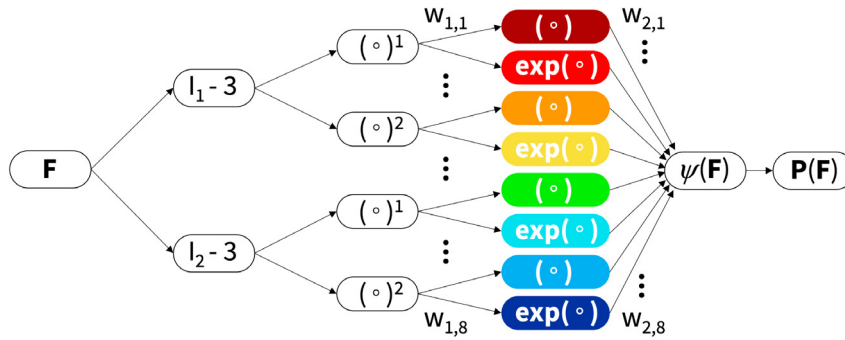 w₁,₁
w₂,₁
(∘)
(∘)¹
exp(∘)
I₁ - 3
(∘)
(∘)²
exp(∘)
F
ψ(F)
P(F)
(∘)
(∘)¹
exp(∘)
I₂ - 3
(∘)
(∘)²
exp(∘)
w₁,₈
w₂,₈